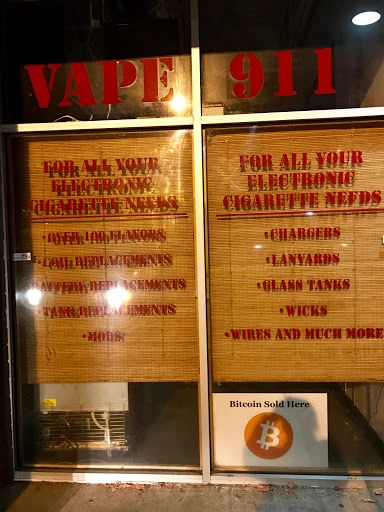 VAPE 911
FOR ALL YOUR
ELECTRONIC
CIGARETTE NEEDS
•OVER 100 FLAVORS
•COIL REPLACEMENTS
•BATTERY REPLACEMENTS
•TANK REPLACEMENTS
•MODS
FOR ALL YOUR
ELECTRONIC
CIGARETTE NEEDS
•CHARGERS
•LANYARDS
•GLASS TANKS
•WICKS
•WIRES AND MUCH MORE
Bitcoin Sold Here